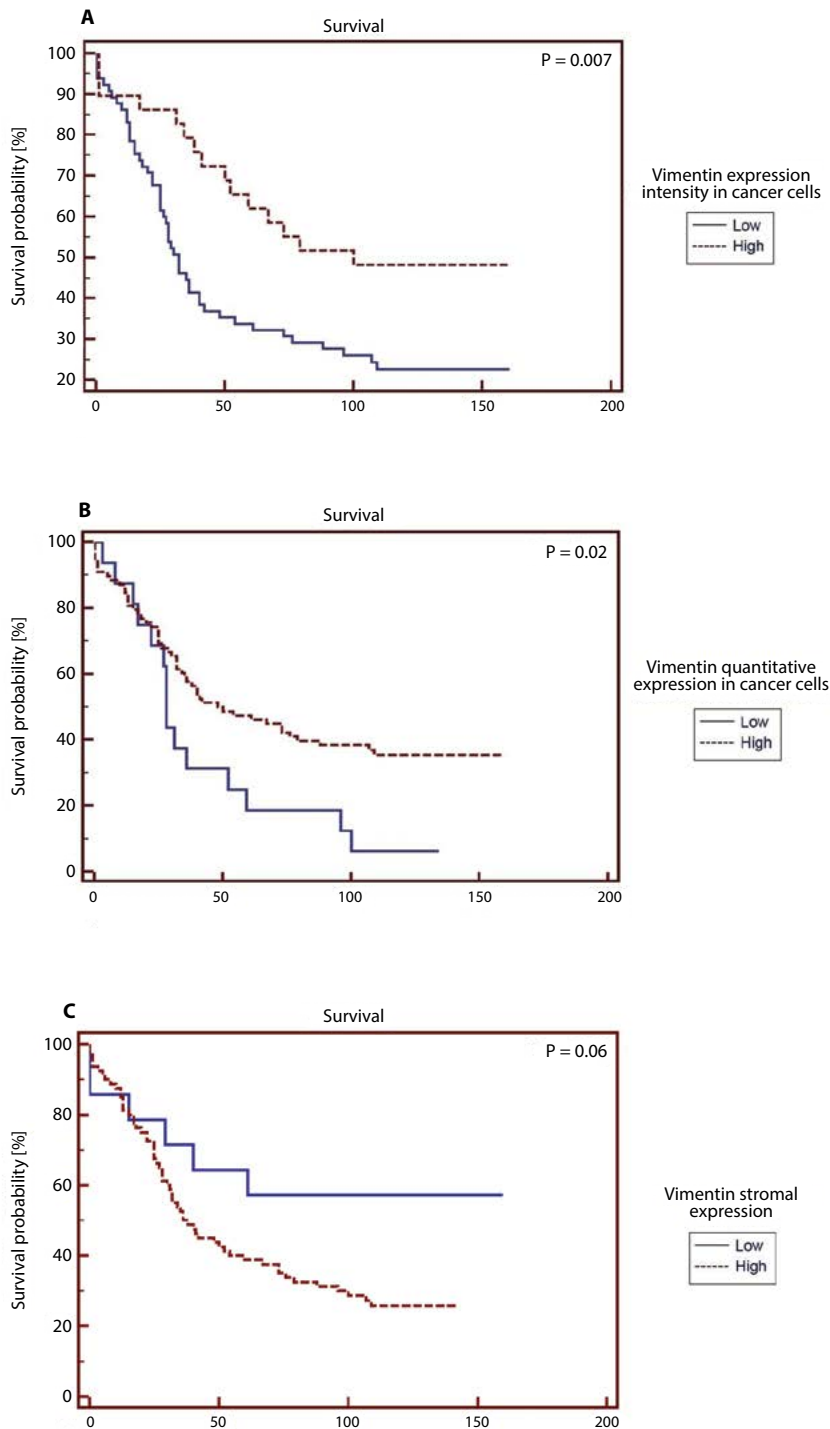 A
Survival
P = 0.007
100
90
80
70
60
50
40
30
20
Survival probability [%]
0 50 100 150 200
Vimentin expression
intensity in cancer cells
Low
High
B
Survival
P = 0.02
100
80
60
40
20
0
Survival probability [%]
0 50 100 150 200
Vimentin quantitative
expression in cancer cells
Low
High
C
Survival
P = 0.06
100
80
60
40
20
0
Survival probability [%]
0 50 100 150 200
Vimentin stromal
expression
Low
High